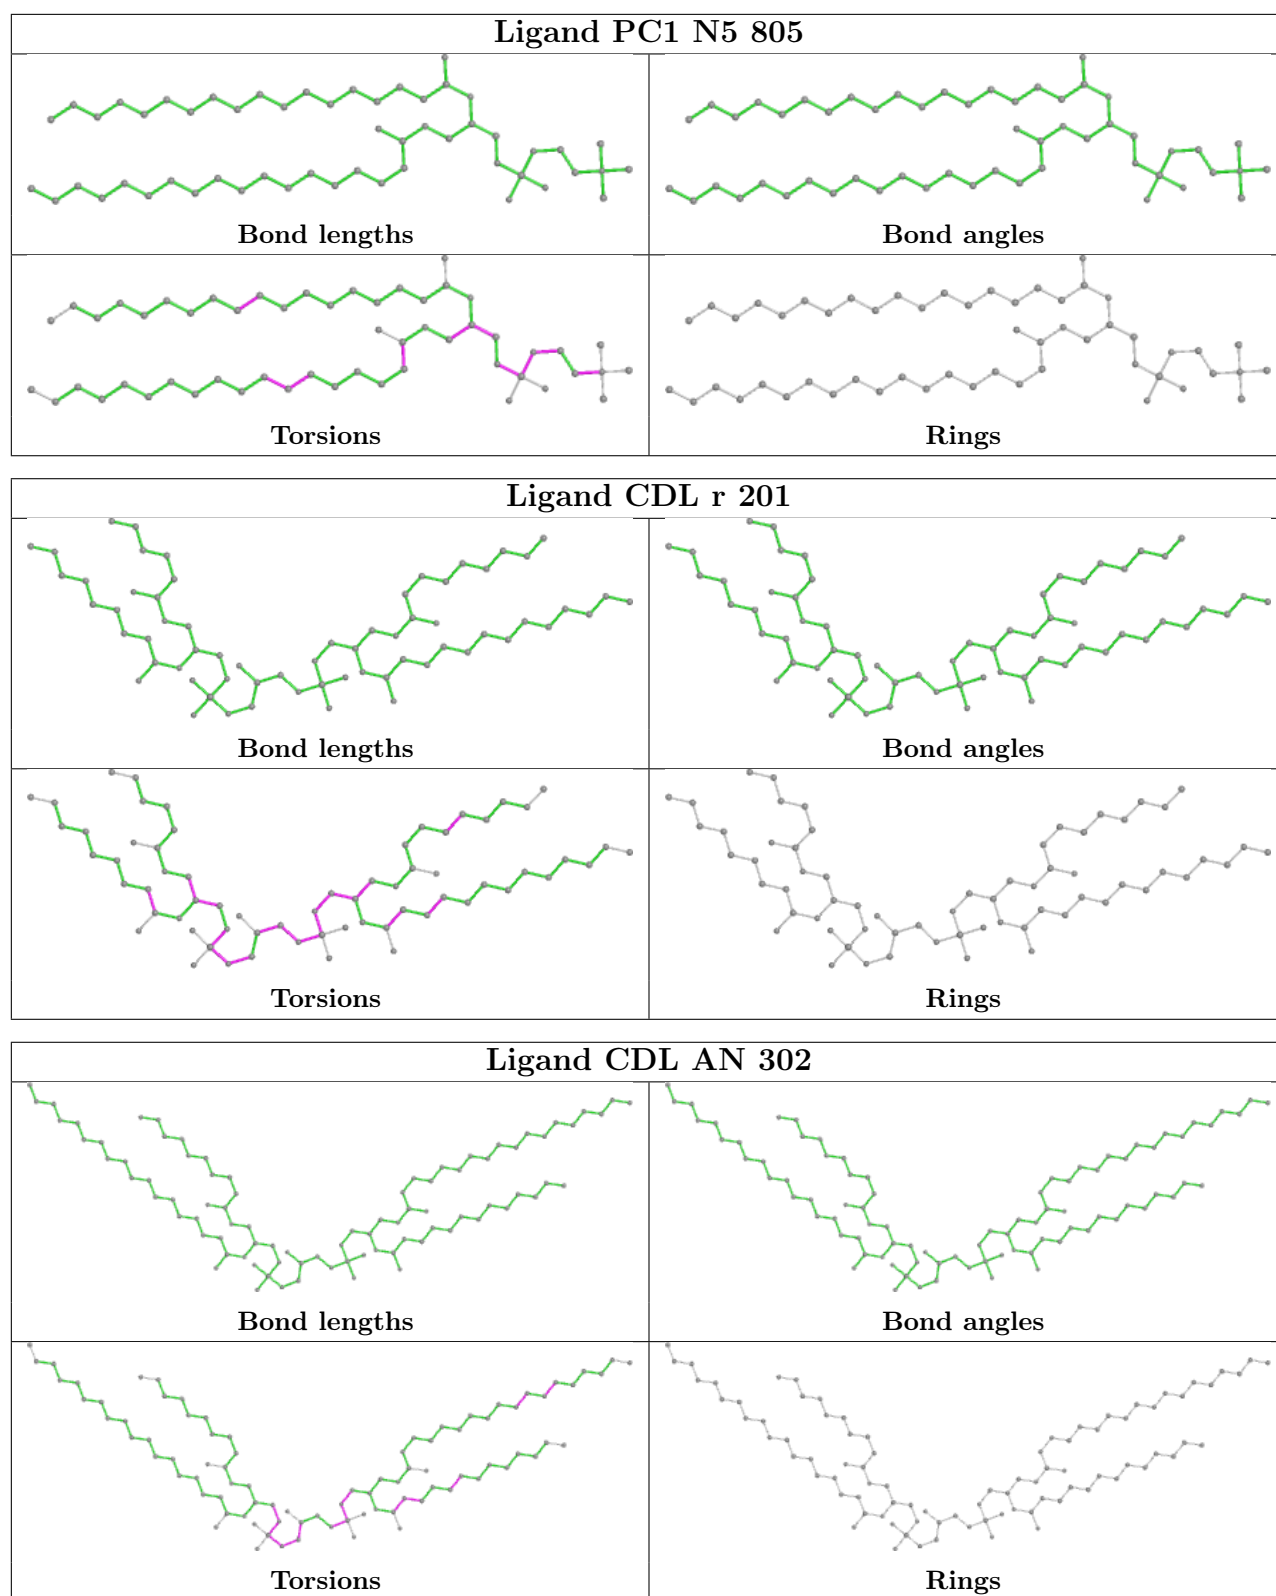 Ligand PC1 N5 805
Bond lengths
Bond angles
Torsions
Rings
Ligand CDL r 201
Bond lengths
Bond angles
Torsions
Rings
Ligand CDL AN 302
Bond lengths
Bond angles
Torsions
Rings